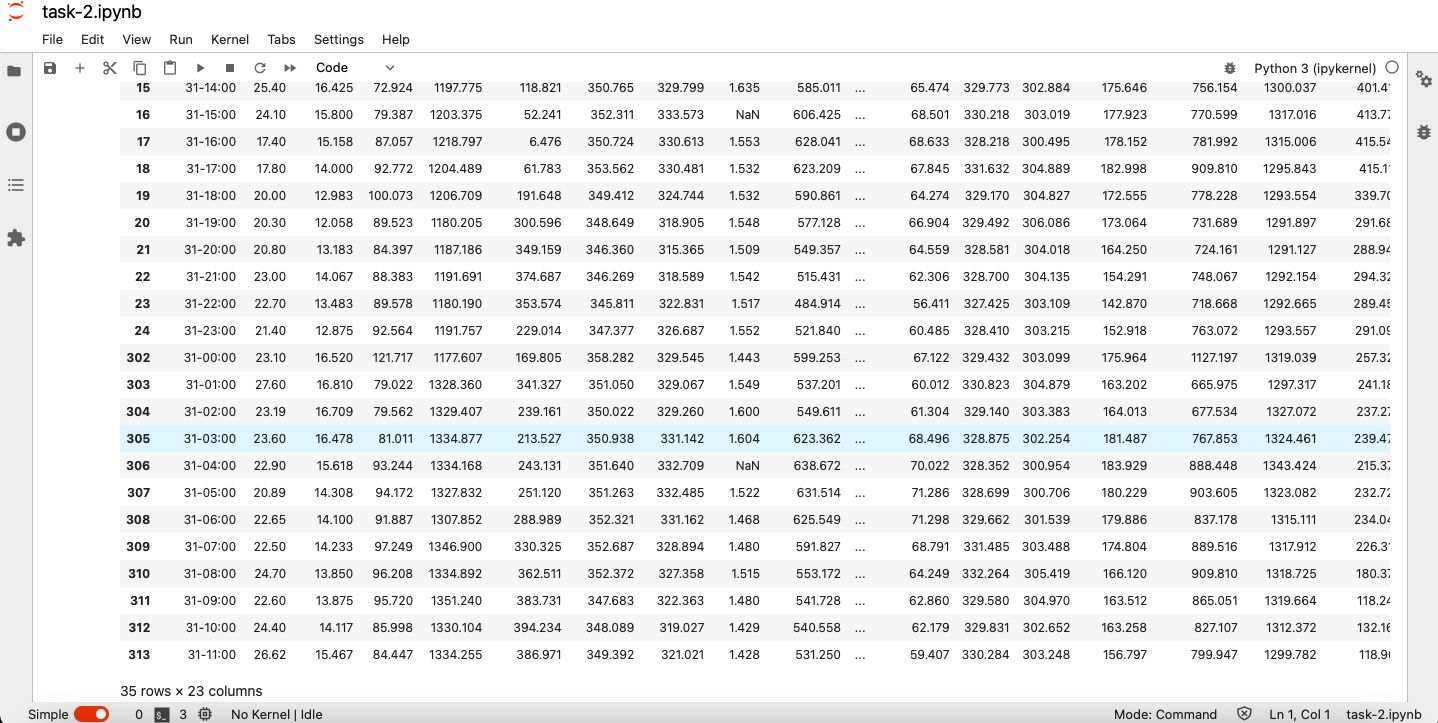 task-2.ipynb
File Edit View Run Kernel Tabs Settings Help
Code Python 3 (ipykernel)
15 31-14:00 25.40 16.425 72.924 1197.775 118.821 350.765 329.799 1.635 585.011 ... 65.474 329.773 302.884 175.646 756.154 1300.037 401.4
16 31-15:00 24.10 15.800 79.387 1203.375 52.241 352.311 333.573 NaN 606.425 ... 68.501 330.218 303.019 177.923 770.599 1317.016 413.77
17 31-16:00 17.40 15.158 87.057 1218.797 6.476 350.724 330.613 1.553 628.041 ... 68.633 328.218 300.495 178.152 781.992 1315.006 415.54
18 31-17:00 17.80 14.000 92.772 1204.489 61.783 353.562 330.481 1.532 623.209 ... 67.845 331.632 304.889 182.998 909.810 1295.843 415.11
19 31-18:00 20.00 12.983 100.073 1206.709 191.648 349.412 324.744 1.532 590.861 ... 64.274 329.170 304.827 172.555 778.228 1293.554 339.70
20 31-19:00 20.30 12.058 89.523 1180.205 300.596 348.649 318.905 1.548 577.128 ... 66.904 329.492 306.086 173.064 731.689 1291.897 291.68
21 31-20:00 20.80 13.183 84.397 1187.186 349.159 346.360 315.365 1.509 549.357 ... 64.559 328.581 304.018 164.250 724.161 1291.127 288.94
22 31-21:00 23.00 14.067 88.383 1191.691 374.687 346.269 318.589 1.542 515.431 ... 62.306 328.700 304.135 154.291 748.067 1292.154 294.32
23 31-22:00 22.70 13.483 89.578 1180.190 353.574 345.811 322.831 1.517 484.914 ... 56.411 327.425 303.109 142.870 718.668 1292.665 289.45
24 31-23:00 21.40 12.875 92.564 1191.757 229.014 347.377 326.687 1.552 521.840 ... 60.485 328.410 303.215 152.918 763.072 1293.557 291.09
302 31-00:00 23.10 16.520 121.717 1177.607 169.805 358.282 329.545 1.443 599.253 ... 67.122 329.432 303.099 175.964 1127.197 1319.039 257.32
303 31-01:00 27.60 16.810 79.022 1328.360 341.327 351.050 329.067 1.549 537.201 ... 60.012 330.823 304.879 163.202 665.975 1297.317 241.18
304 31-02:00 23.19 16.709 79.562 1329.407 239.161 350.022 329.260 1.600 549.611 ... 61.304 329.140 303.383 164.013 677.534 1327.072 237.27
305 31-03:00 23.60 16.478 81.011 1334.877 213.527 350.938 331.142 1.604 623.362 ... 68.496 328.875 302.254 181.487 767.853 1324.461 239.47
306 31-04:00 22.90 15.618 93.244 1334.168 243.131 351.640 332.709 NaN 638.672 ... 70.022 328.352 300.954 183.929 888.448 1343.424 215.37
307 31-05:00 20.89 14.308 94.172 1327.832 251.120 351.263 332.485 1.522 631.514 ... 71.286 328.699 300.706 180.229 903.605 1323.082 232.72
308 31-06:00 22.65 14.100 91.887 1307.852 288.989 352.321 331.162 1.468 625.549 ... 71.298 329.662 301.539 179.886 837.178 1315.111 234.04
309 31-07:00 22.50 14.233 97.249 1346.900 330.325 352.687 328.894 1.480 591.827 ... 68.791 331.485 303.488 174.804 889.516 1317.912 226.31
310 31-08:00 24.70 13.850 96.208 1334.892 362.511 352.372 327.358 1.515 553.172 ... 64.249 332.264 305.419 166.120 909.810 1318.725 180.37
311 31-09:00 22.60 13.875 95.720 1351.240 383.731 347.683 322.363 1.480 541.728 ... 62.860 329.580 304.970 163.512 865.051 1319.664 118.24
312 31-10:00 24.40 14.117 85.998 1330.104 394.234 348.089 319.027 1.429 540.558 ... 62.179 329.831 302.652 163.258 827.107 1312.372 132.16
313 31-11:00 26.62 15.467 84.447 1334.255 386.971 349.392 321.021 1.428 531.250 ... 59.407 330.284 303.248 156.797 799.947 1299.782 118.9
35 rows × 23 columns
Simple 0 $_ 3 No Kernel | Idle Mode: Command Ln 1, Col 1 task-2.ipynb